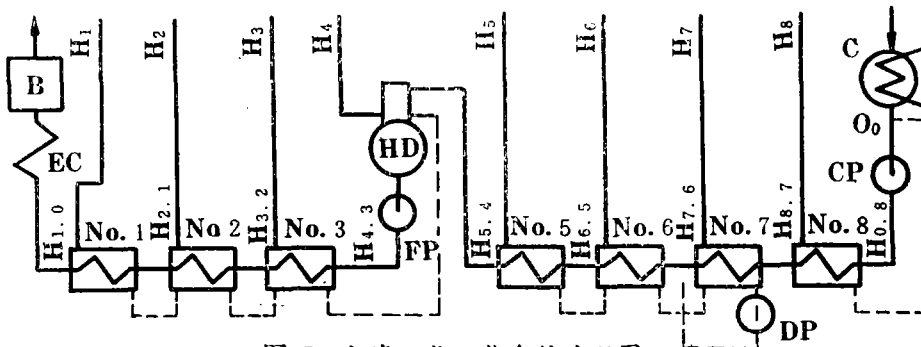 H₁
H₂
H₃
H₄
H₅
H₆
H₇
H₈
C
B
EC
HD
O₀
CP
H₁.₀
No. 1
H₂.₁
No 2
H₃.₂
No. 3
H₄.₃
FP
H₅.₄
No. 5
H₆.₅
No. 6
H₇.₆
No. 7
H₈.₇
No. 8
H₀.₈
DP